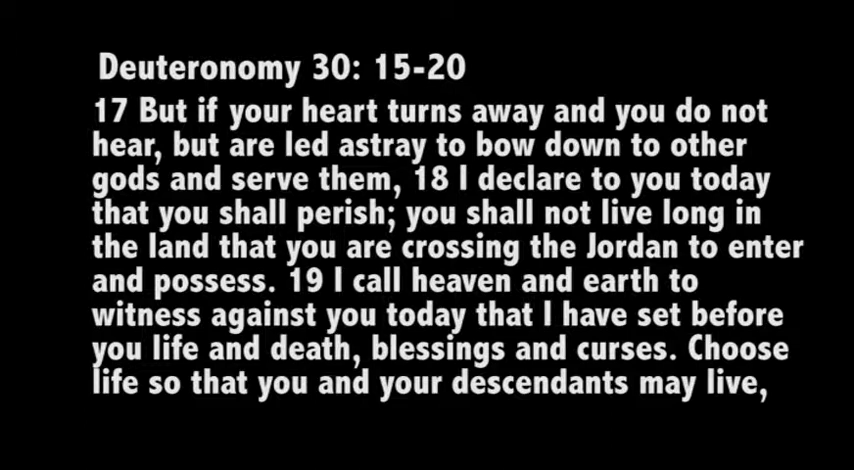 Deuteronomy 30: 15-20
17 But if your heart turns away and you do not
hear, but are led astray to bow down to other
gods and serve them, 18 I declare to you today
that you shall perish; you shall not live long in
the land that you are crossing the Jordan to enter
and possess. 19 I call heaven and earth to
witness against you today that I have set before
you life and death, blessings and curses. Choose
life so that you and your descendants may live,